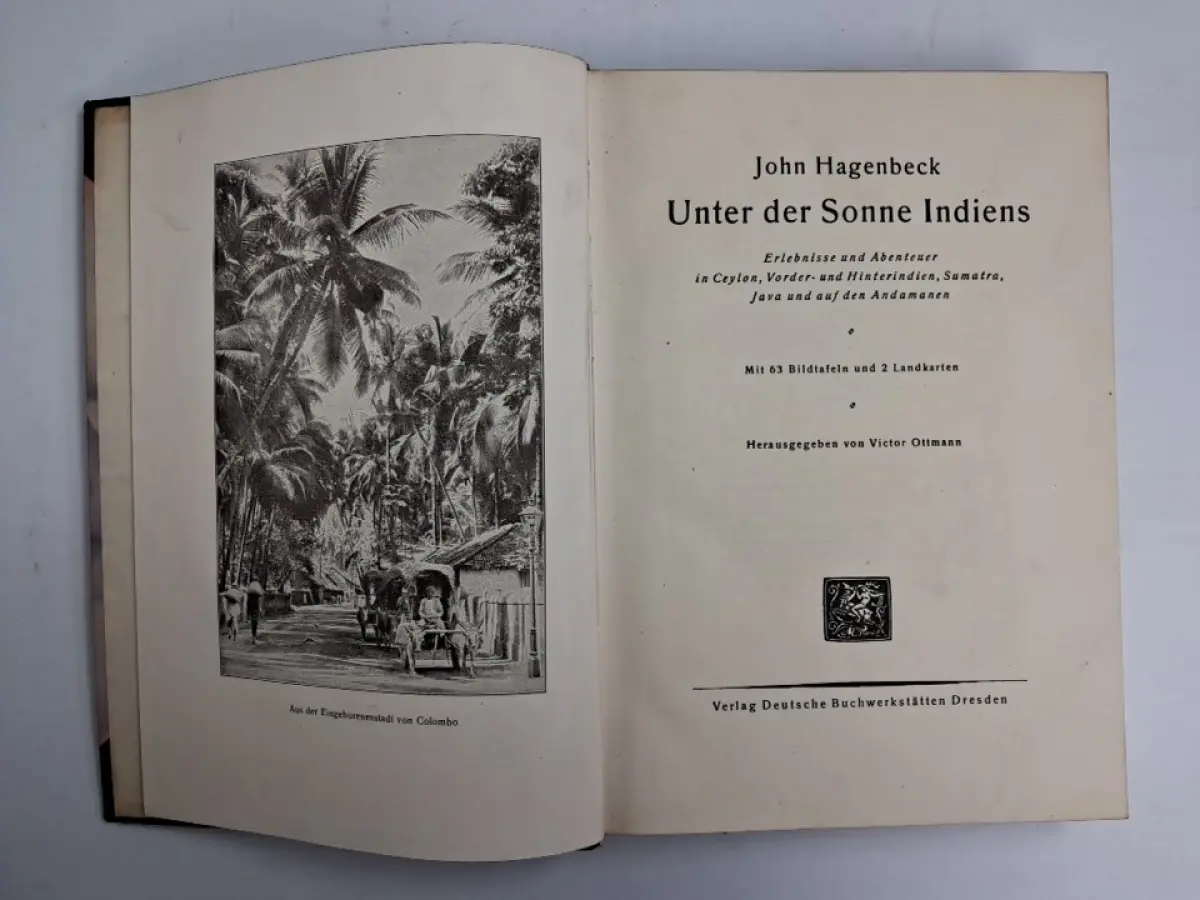 Aus der Eingeborenenstadt von Colombo
John Hagenbeck
Unter der Sonne Indiens
Erlebnisse und Abenteuer
in Ceylon, Vorder- und Hinterindien, Sumatra,
Java und auf den Andamanen
Mit 63 Bildtafeln und 2 Landkarten
Herausgegeben von Victor Ottmann
Verlag Deutsche Buchwerkstätten Dresden